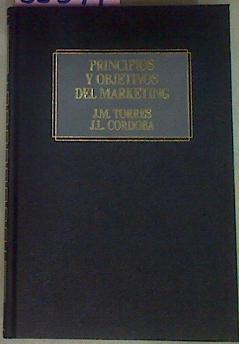 PRINCIPIOS
Y OBJETIVOS
DEL MARKETING
J.M. TORRES
J.L. CORDOBA